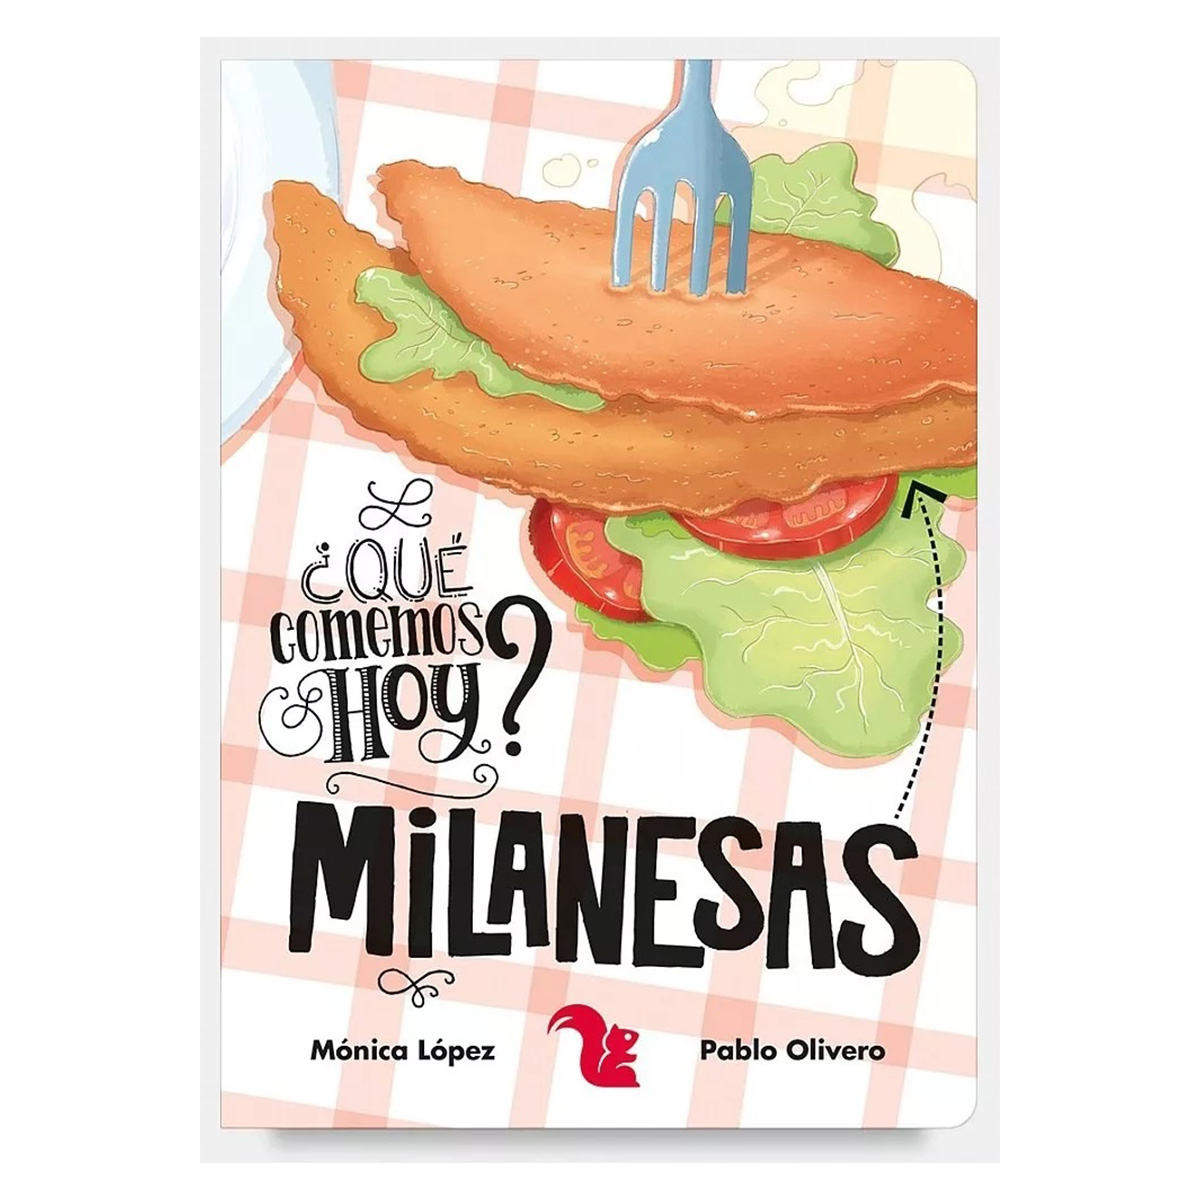 ¿QUÉ
comemos
HOY?
MiLANESAS
Mónica López
Pablo Olivero